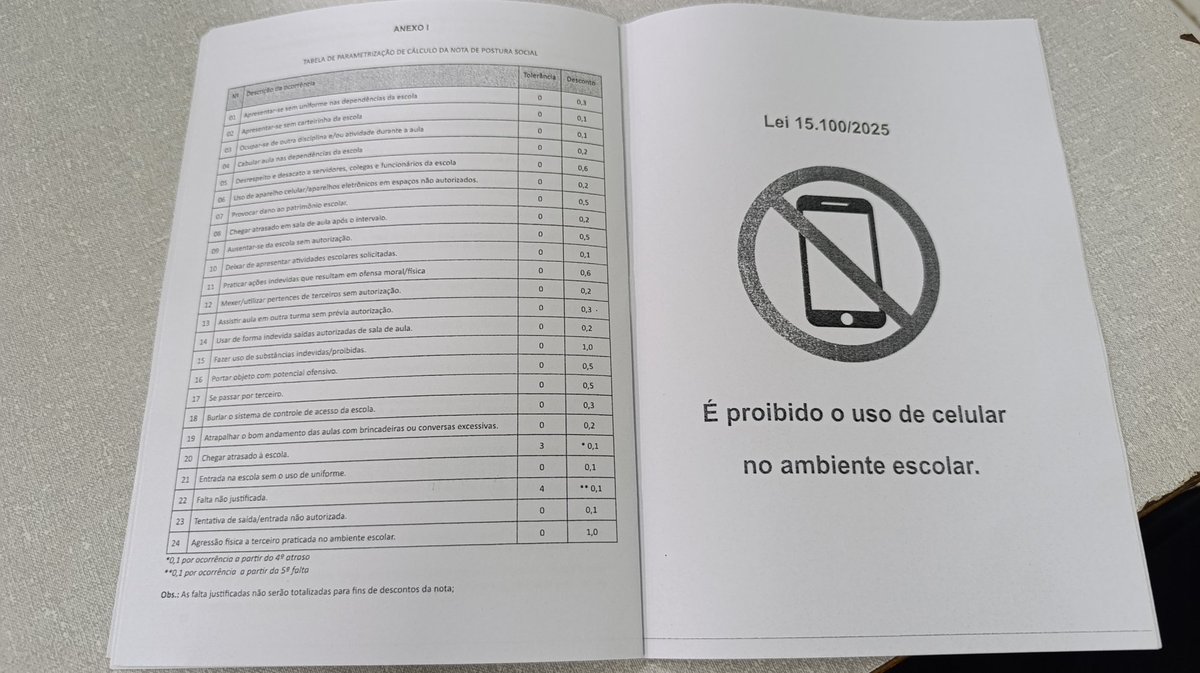 ANEXO I
TABELA DE PARAMETRIZAÇÃO DE CÁLCULO DA NOTA DE POSTURA SOCIAL
Nº Descrição da ocorrência Tolerância Desconto
01 Apresentar-se sem uniforme nas dependências da escola 0 0,3
02 Apresentar-se sem carteirinha da escola 0 0,1
03 Ocupar-se de outra disciplina e/ou atividade durante a aula 0 0,1
04 Cabular aula nas dependências da escola 0 0,2
05 Desrespeito e desacato a servidores, colegas e funcionários da escola 0 0,6
06 Uso de aparelho celular/aparelhos eletrônicos em espaços não autorizados. 0 0,2
07 Provocar dano ao patrimônio escolar. 0 0,5
08 Chegar atrasado em sala de aula após o intervalo. 0 0,2
09 Ausentar-se da escola sem autorização. 0 0,5
10 Deixar de apresentar atividades escolares solicitadas. 0 0,1
11 Praticar ações indevidas que resultam em ofensa moral/física 0 0,6
12 Mexer/utilizar pertences de terceiros sem autorização. 0 0,2
13 Assistir aula em outra turma sem prévia autorização. 0 0,3
14 Usar de forma indevida saídas autorizadas de sala de aula. 0 0,2
15 Fazer uso de substâncias indevidas/proibidas. 0 1,0
16 Portar objeto com potencial ofensivo. 0 0,5
17 Se passar por terceiro. 0 0,5
18 Burlar o sistema de controle de acesso da escola. 0 0,3
19 Atrapalhar o bom andamento das aulas com brincadeiras ou conversas excessivas. 0 0,2
20 Chegar atrasado à escola. 3 * 0,1
21 Entrada na escola sem o uso de uniforme. 0 0,1
22 Falta não justificada. 4 ** 0,1
23 Tentativa de saída/entrada não autorizada. 0 0,1
24 Agressão física a terceiro praticada no ambiente escolar. 0 1,0
*0,1 por ocorrência a partir do 4º atraso
**0,1 por ocorrência a partir da 5ª falta
Obs.: As falta justificadas não serão totalizadas para fins de descontos da nota;
Lei 15.100/2025
É proibido o uso de celular
no ambiente escolar.